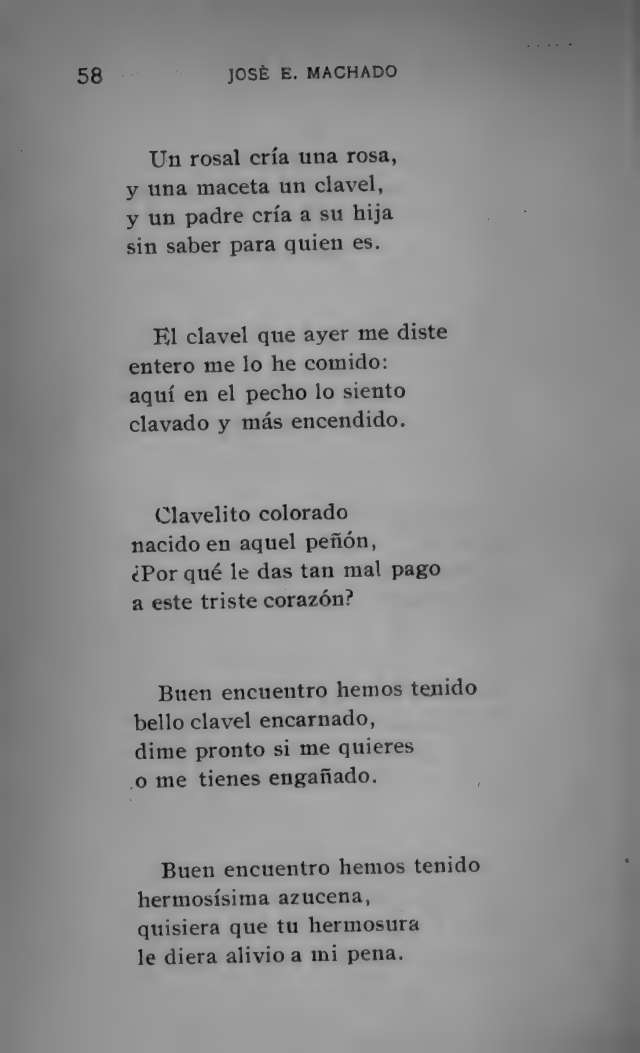 58 JOSÈ E. MACHADO
Un rosal cría una rosa,
y una maceta un clavel,
y un padre cría a su hija
sin saber para quien es.
El clavel que ayer me diste
entero me lo he comido:
aquí en el pecho lo siento
clavado y más encendido.
Clavelito colorado
nacido en aquel peñón,
¿Por qué le das tan mal pago
a este triste corazón?
Buen encuentro hemos tenido
bello clavel encarnado,
dime pronto si me quieres
o me tienes engañado.
Buen encuentro hemos tenido
hermosísima azucena,
quisiera que tu hermosura
le diera alivio a mi pena.